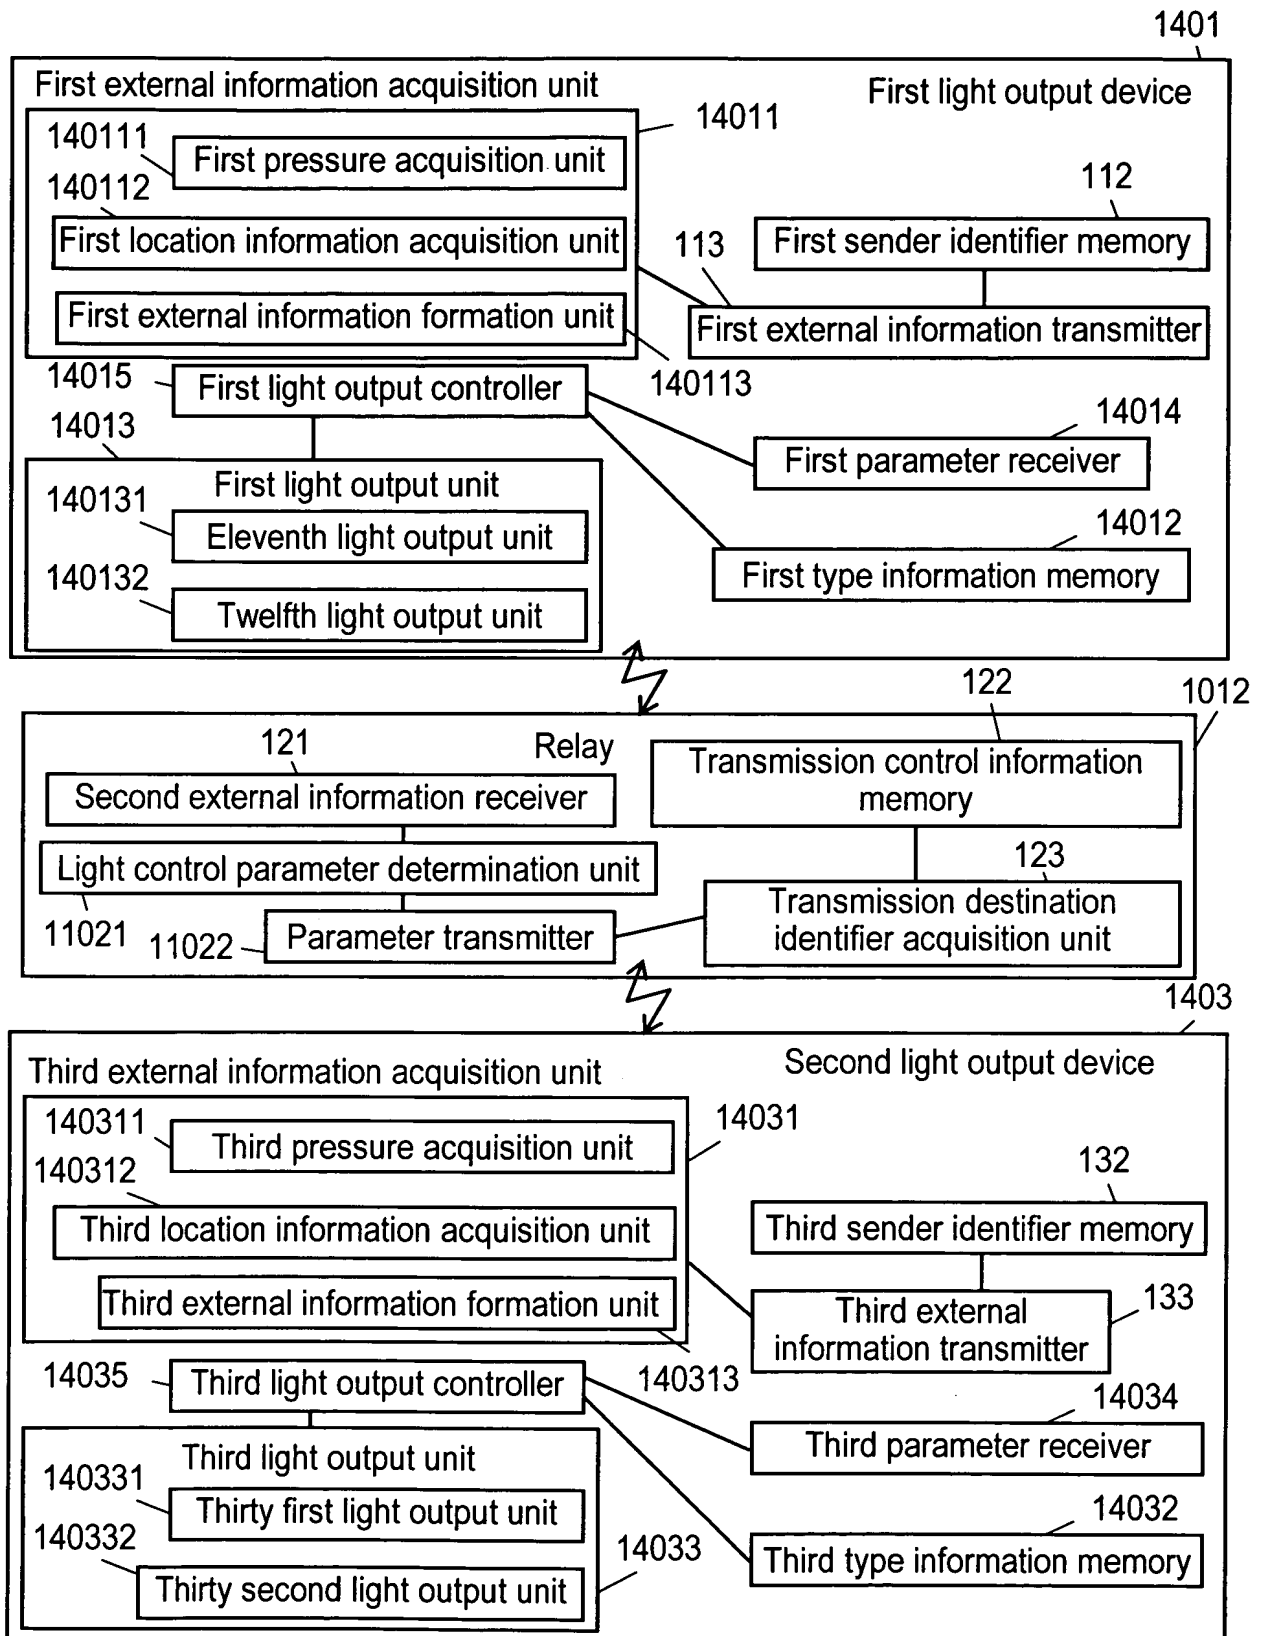 1401
First external information acquisition unit
First light output device
14011
140111
First pressure acquisition unit
140112
112
First location information acquisition unit
113
First sender identifier memory
First external information formation unit
First external information transmitter
14015
First light output controller
140113
14013
14014
First parameter receiver
First light output unit
140131
Eleventh light output unit
14012
140132
First type information memory
Twelfth light output unit
122
1012
121
Relay
Transmission control information
memory
Second external information receiver
Light control parameter determination unit
123
11021
11022
Parameter transmitter
Transmission destination
identifier acquisition unit
1403
Third external information acquisition unit
Second light output device
140311
14031
Third pressure acquisition unit
140312
132
Third location information acquisition unit
Third sender identifier memory
Third external information formation unit
Third external
information transmitter
133
14035
Third light output controller
140313
14034
Third parameter receiver
Third light output unit
140331
Thirty first light output unit
14032
140332
14033
Third type information memory
Thirty second light output unit